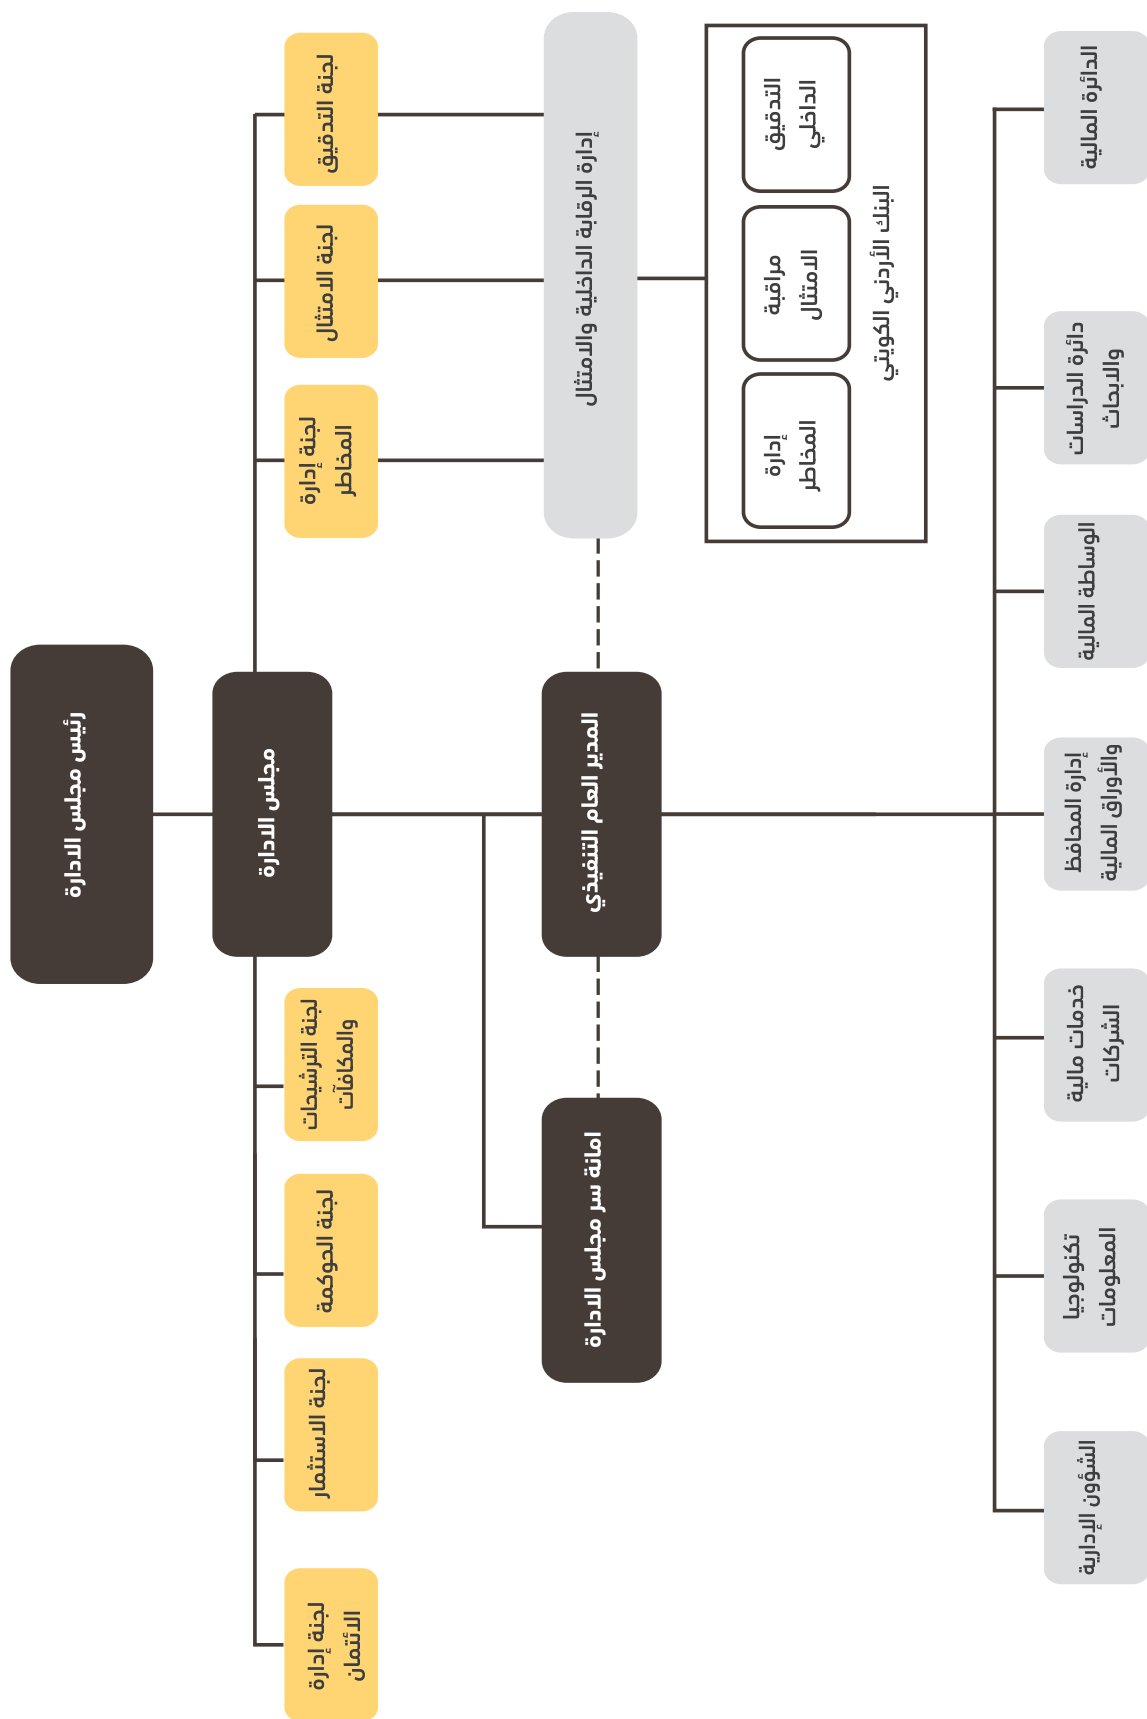 رئيس مجلس الادارة
مجلس الادارة
لجنة التدقيق
لجنة الامتثال
لجنة إدارة
المخاطر
لجنة الترشيحات
والمكافآت
لجنة الحوكمة
لجنة الاستثمار
لجنة إدارة
الائتمان
إدارة الرقابة الداخلية والامتثال
المدير العام التنفيذي
امانة سر مجلس الادارة
التدقيق
الداخلي
مراقبة
الامتثال
إدارة
المخاطر
البنك الأردني الكويتي
الدائرة المالية
دائرة الدراسات
والابحاث
الوساطة المالية
إدارة المحافظ
والأوراق المالية
خدمات مالية
الشركات
تكنولوجيا
المعلومات
الشؤون الإدارية